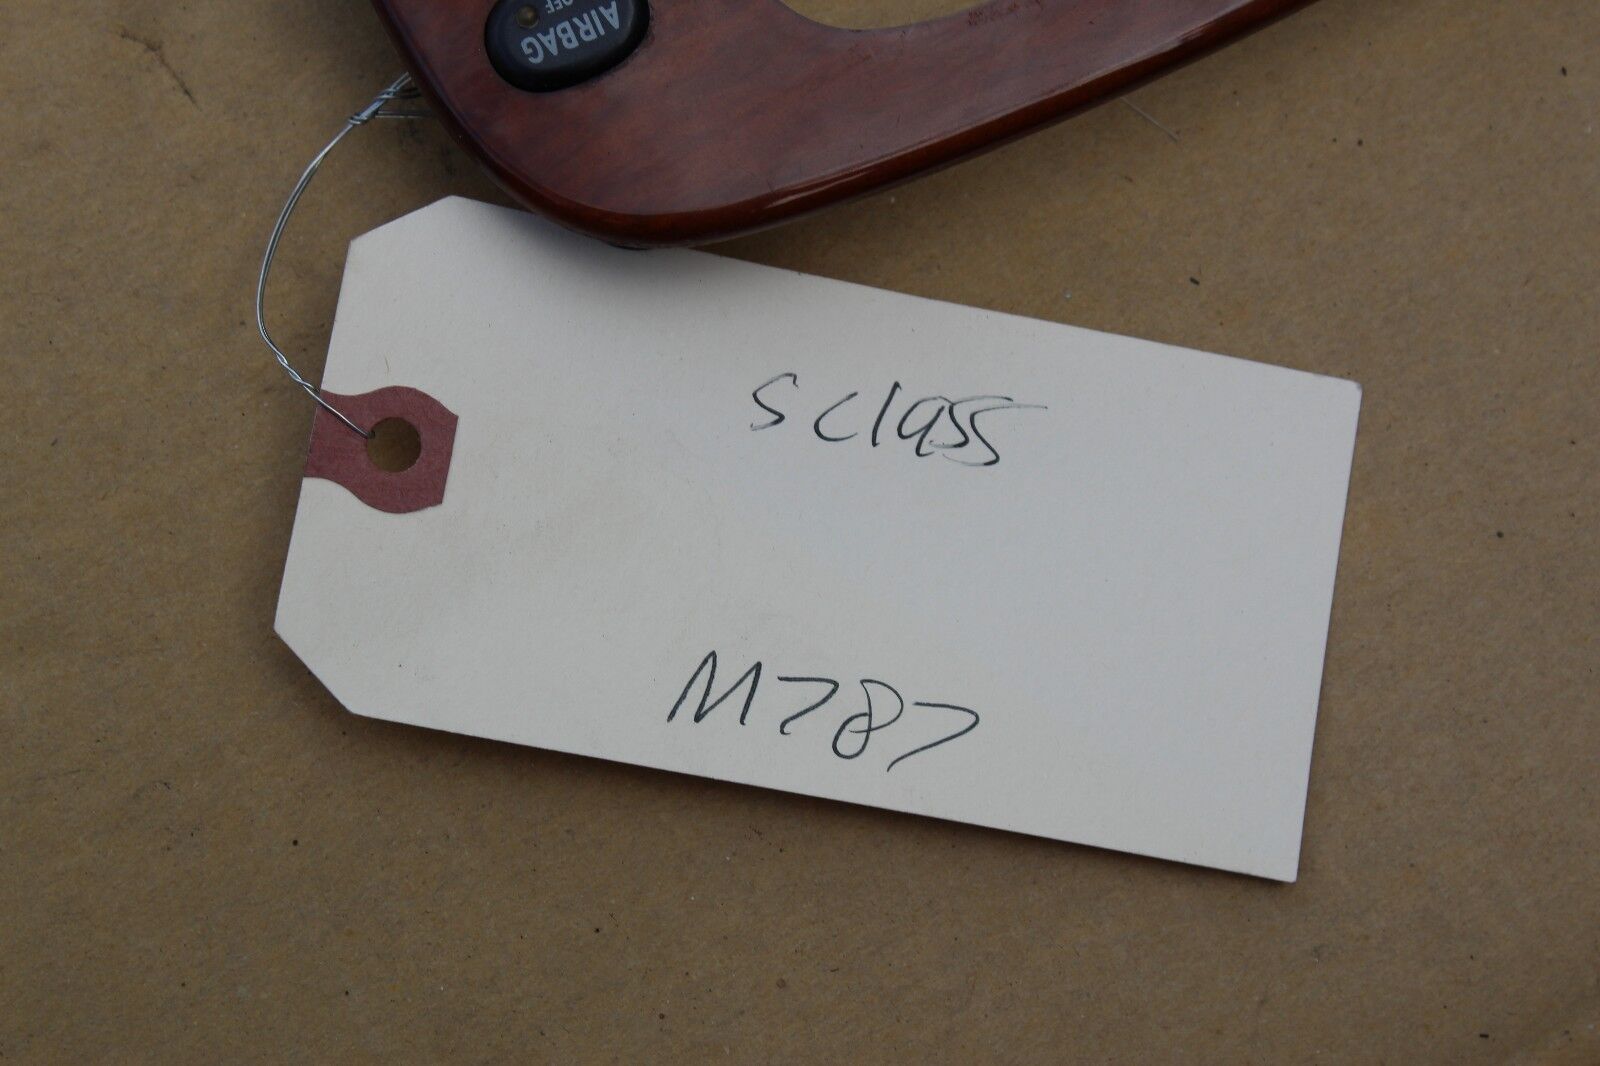 AIRBAG
OFF
S Class
M787